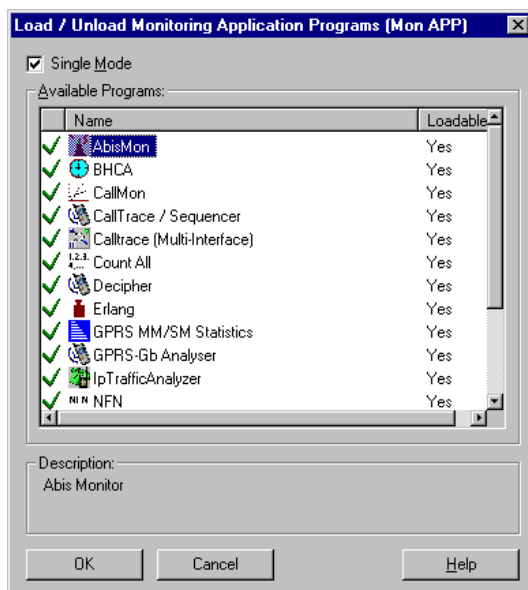 Load / Unload Monitoring Application Programs (Mon APP)
Single Mode
Available Programs:
Name Loadable
AbisMon Yes
BHCA Yes
CallMon Yes
CallTrace / Sequencer Yes
Calltrace (Multi-Interface) Yes
1.2.3. 4,... Count All Yes
Decipher Yes
Erlang Yes
GPRS MM/SM Statistics Yes
GPRS-Gb Analyser Yes
IpTrafficAnalyzer Yes
NFN Yes
Description:
Abis Monitor
OK Cancel Help